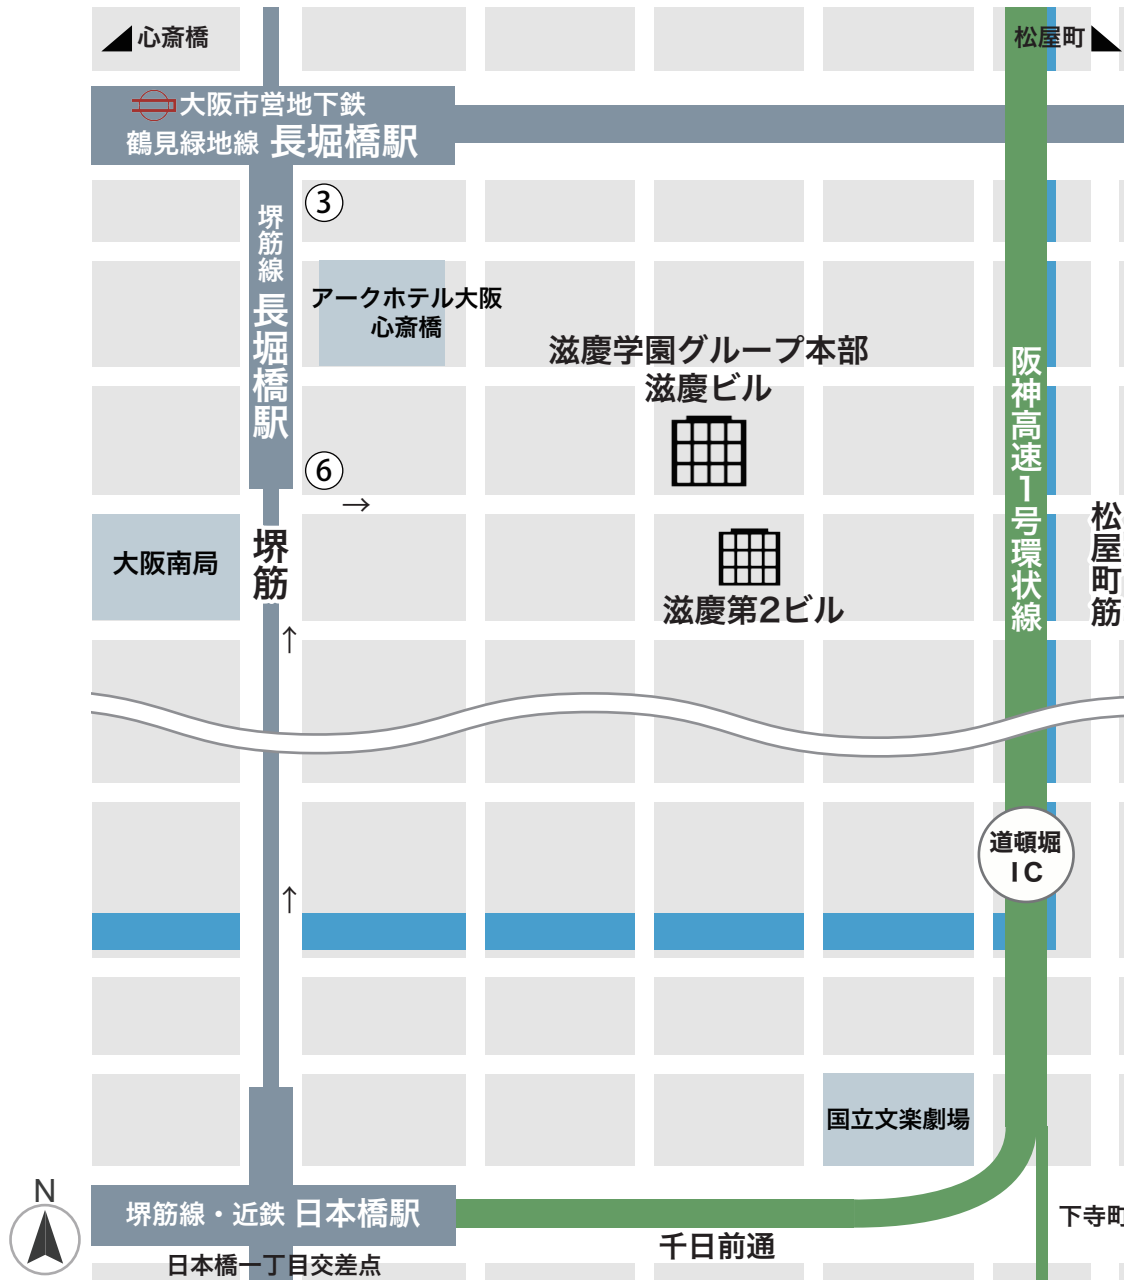 心斎橋
松屋町
大阪市営地下鉄
鶴見緑地線 長堀橋駅
③
堺筋線 長堀橋駅
アークホテル大阪
心斎橋
滋慶学園グループ本部
滋慶ビル
阪神高速1号環状線
⑥
→
松屋町筋
大阪南局
堺筋
滋慶第2ビル
↑
道頓堀
IC
↑
国立文楽劇場
N
堺筋線・近鉄 日本橋駅
下寺町
千日前通
日本橋一丁目交差点